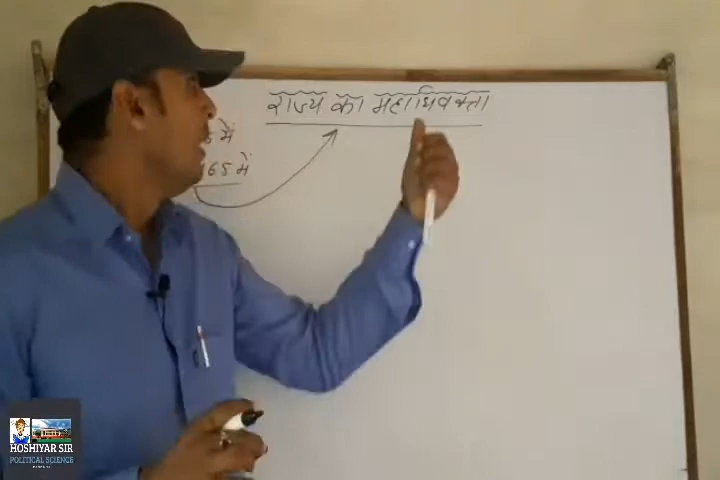 राज्य का महाधिवक्ता
में
165 में
HOSHIYAR SIR
POLITICAL SCIENCE